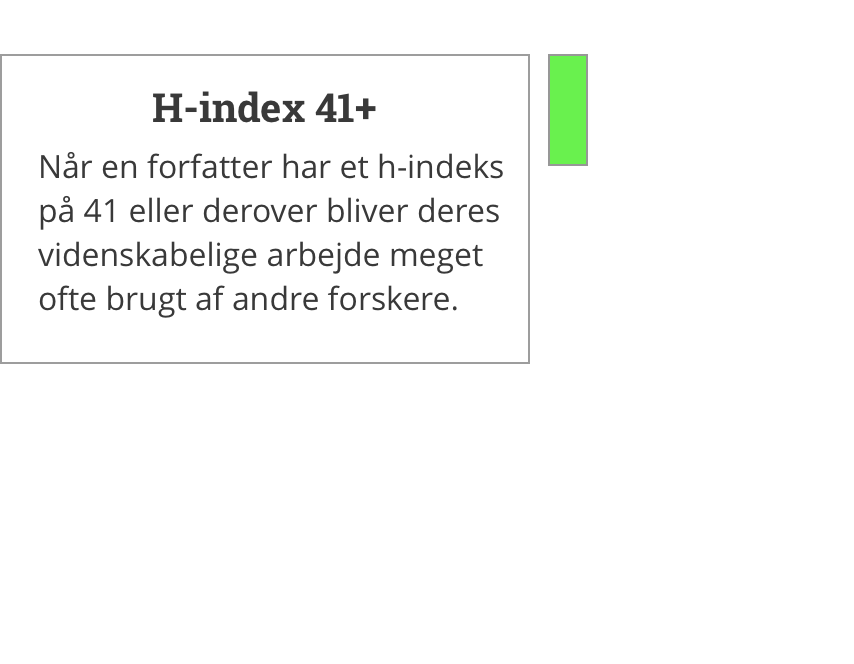 H-index 41+
Når en forfatter har et h-indeks
på 41 eller derover bliver deres
videnskabelige arbejde meget
ofte brugt af andre forskere.